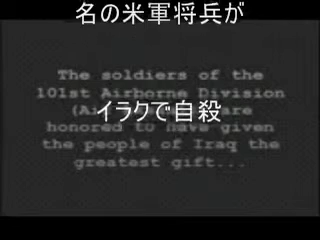 名の米軍将兵が
The soldiers of the
101st Airborne Division
イラクで自殺
are
honored to have given
the people of Iraq the
greatest gift...